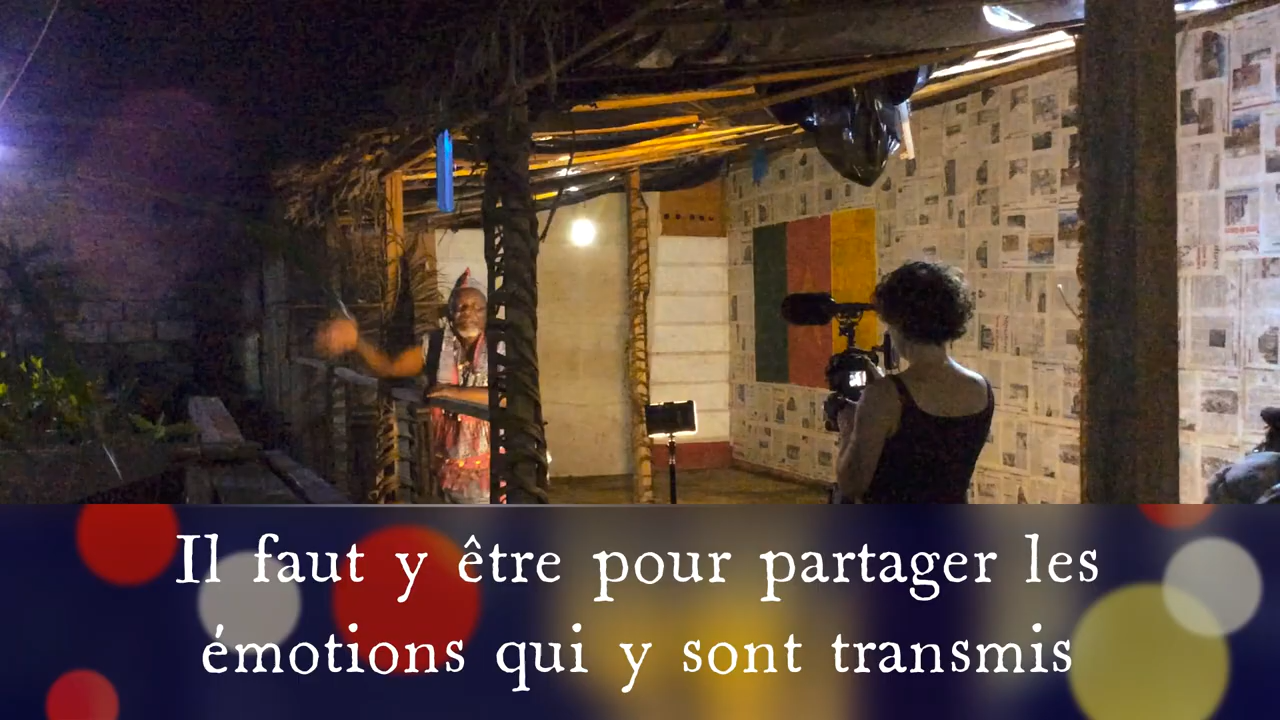 Il faut y être pour partager les
émotions qui y sont transmis